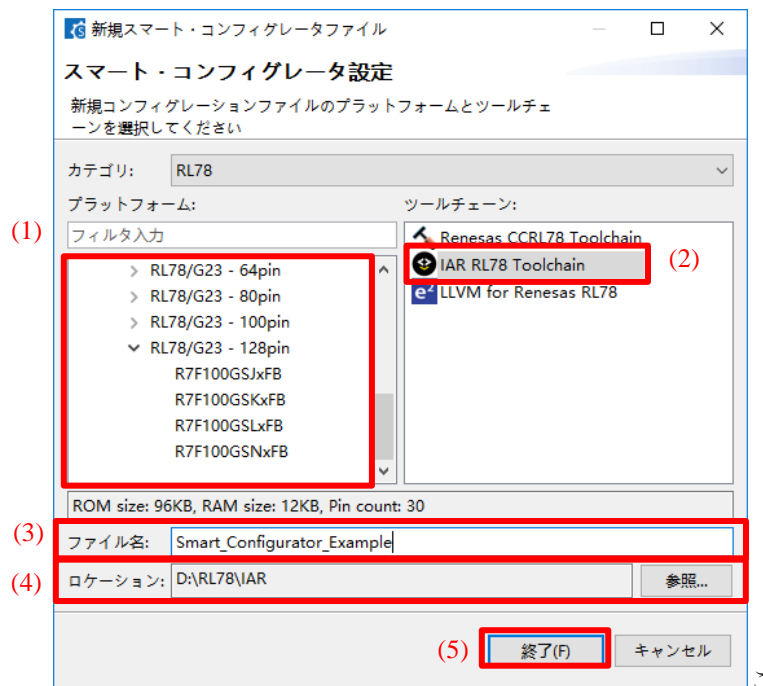 新規スマート・コンフィグレータファイル
スマート・コンフィグレータ設定
新規コンフィグレーションファイルのプラットフォームとツールチェ
ーンを選択してください
カテゴリ: RL78
プラットフォーム: ツールチェーン:
(1) フィルタ入力 Renesas CCRL78 Toolchain
RL78/G23 - 64pin IAR RL78 Toolchain (2)
RL78/G23 - 80pin LLVM for Renesas RL78
RL78/G23 - 100pin
RL78/G23 - 128pin
R7F100GSJxFB
R7F100GSKxFB
R7F100GSLxFB
R7F100GSNxFB
ROM size: 96KB, RAM size: 12KB, Pin count: 30
(3) ファイル名: Smart_Configurator_Example
(4) ロケーション: D:\RL78\IAR 参照...
(5) 終了(F) キャンセル